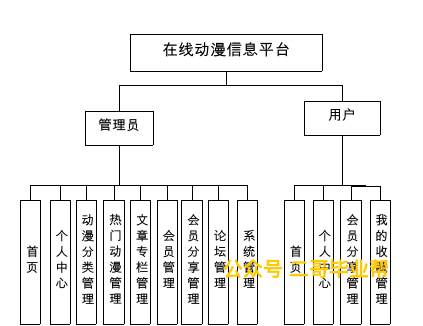 在线动漫信息平台
管理员
用户
首页
个人中心
动漫分类管理
热门动漫管理
文章专栏管理
会员管理
会员分享管理
论坛管理
系统管理
首页
个人中心
会员分享管理
我的收藏管理
公众号 二哥毕业帮